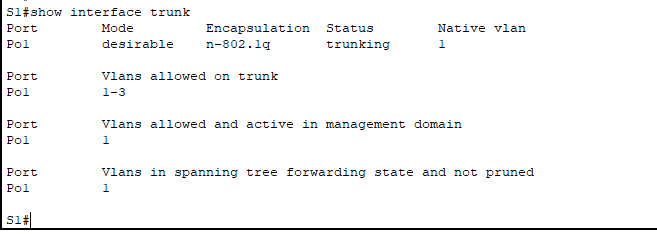 S1#show interface trunk
Port        Mode         Encapsulation  Status        Native vlan
Po1         desirable    n-802.1q       trunking      1
Port        Vlans allowed on trunk
Po1         1-3
Port        Vlans allowed and active in management domain
Po1         1
Port        Vlans in spanning tree forwarding state and not pruned
Po1         1
S1#